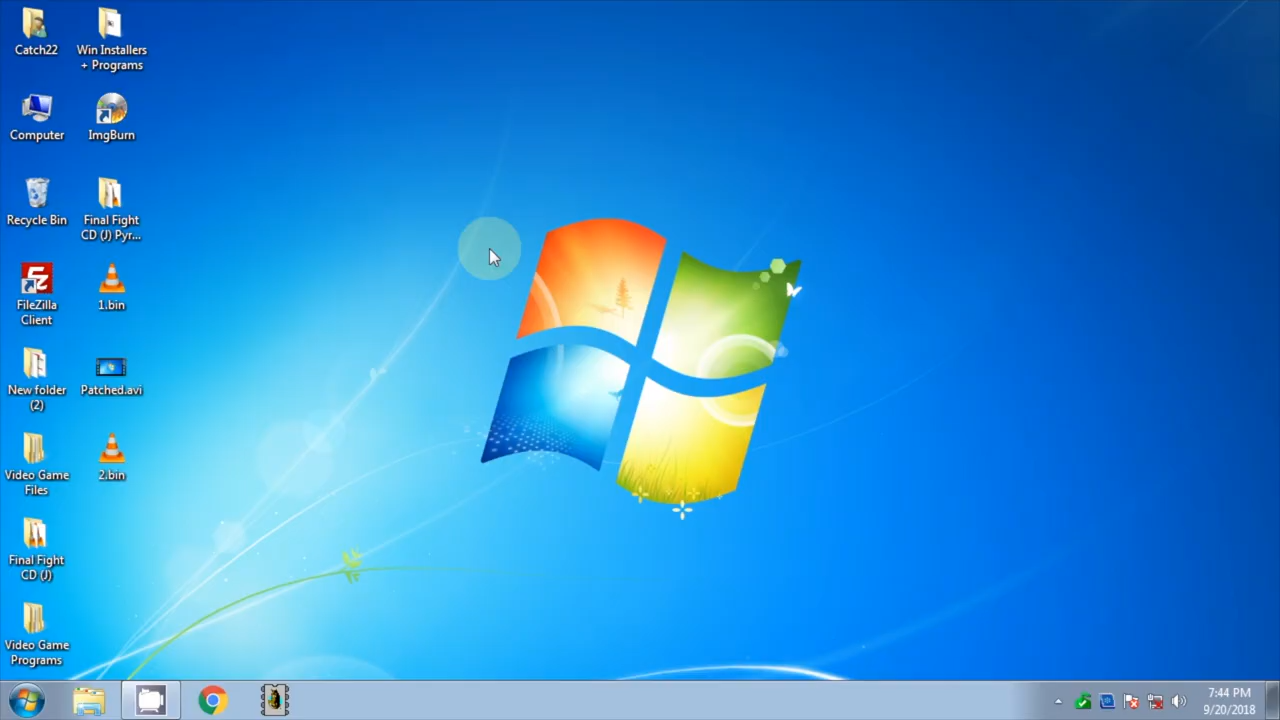 Catch22
Win Installers
+ Programs
Computer
ImgBurn
Recycle Bin
Final Fight
CD (J) Pyr...
FileZilla
Client
1.bin
New folder
(2)
Patched.avi
Video Game
Files
2.bin
Final Fight
CD (J)
Video Game
Programs
7:44 PM
9/20/2018